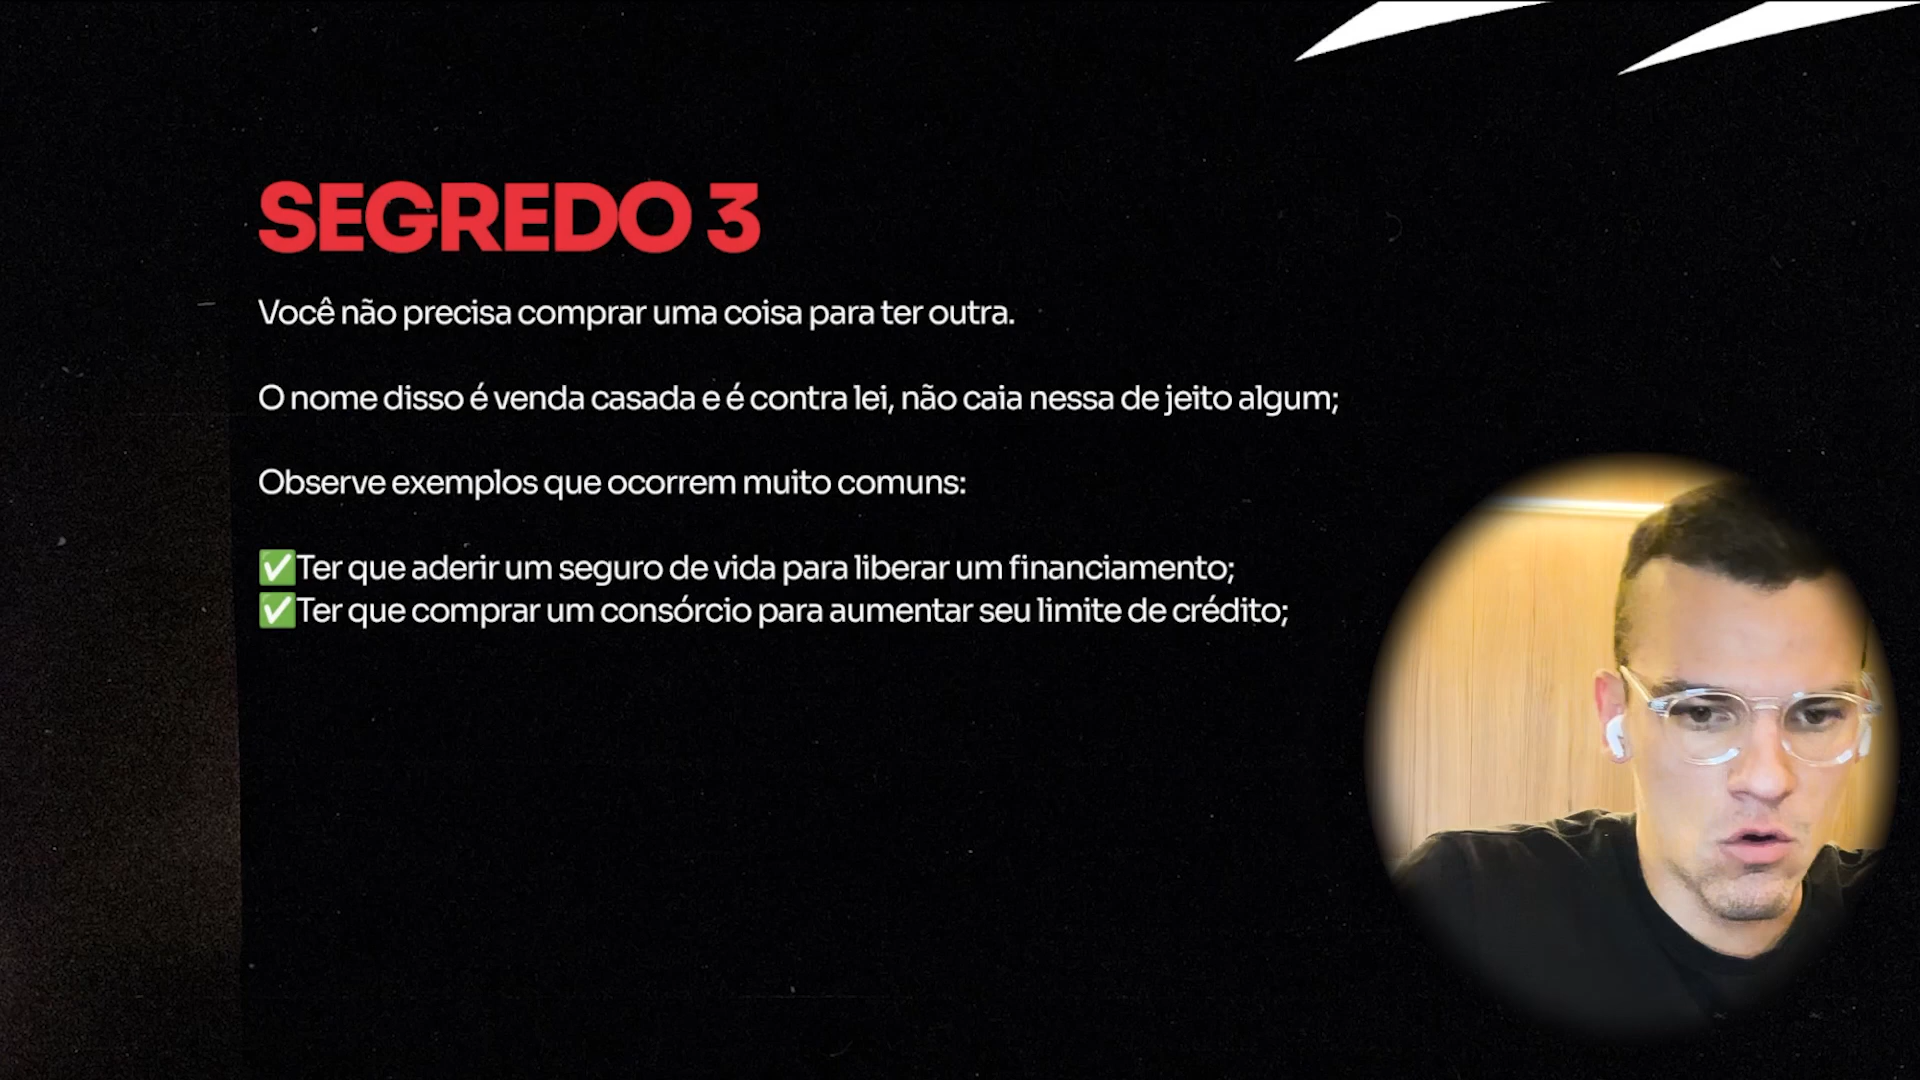 SEGREDO 3
Você não precisa comprar uma coisa para ter outra.
O nome disso é venda casada e é contra lei, não caia nessa de jeito algum;
Observe exemplos que ocorrem muito comuns:
✅Ter que aderir um seguro de vida para liberar um financiamento;
✅Ter que comprar um consórcio para aumentar seu limite de crédito;